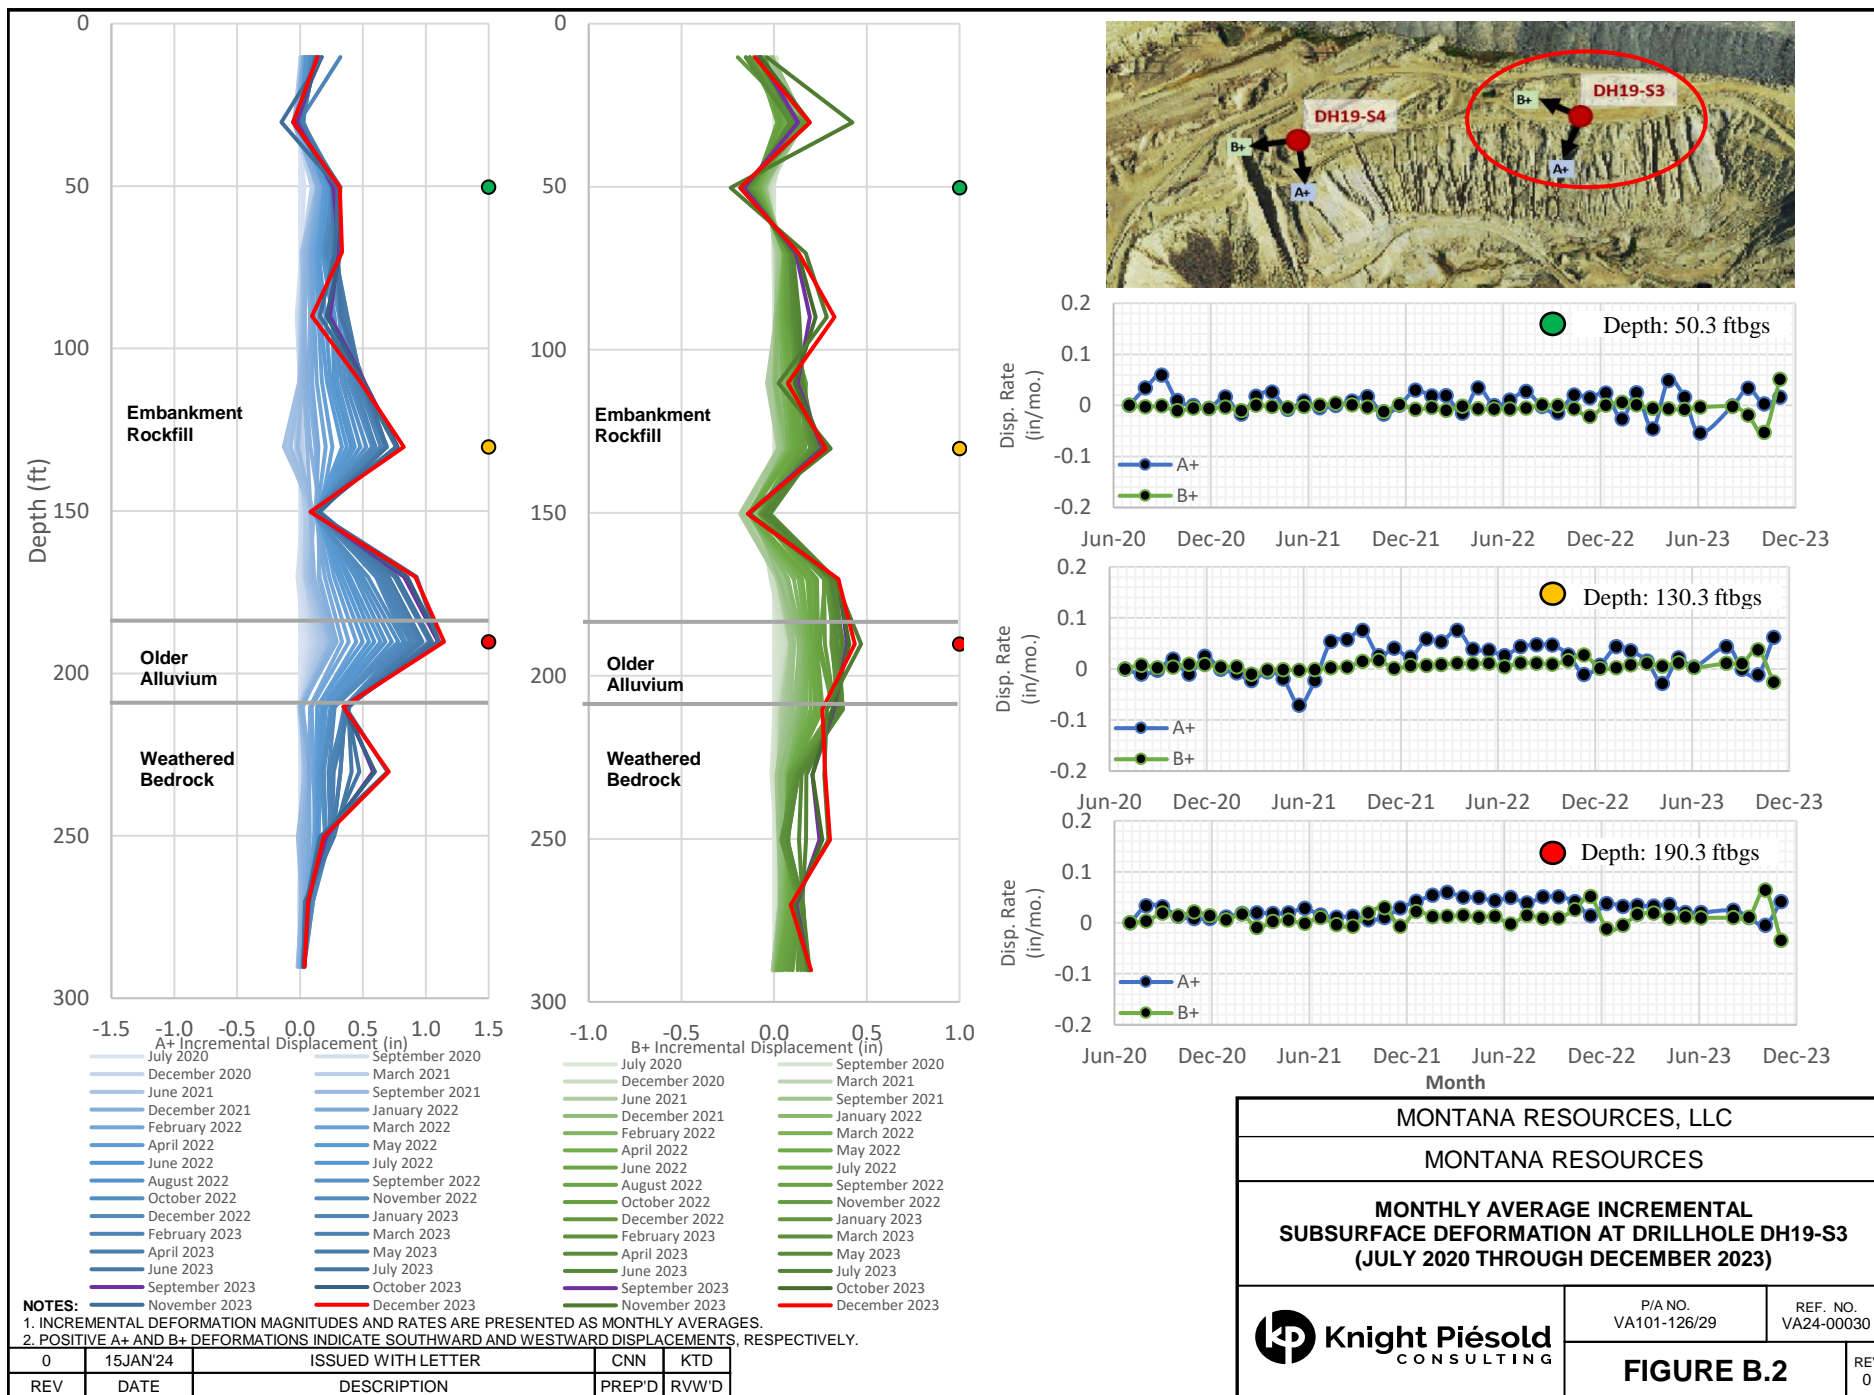 0
50
100
150
200
250
300
Depth (ft)
Embankment
Rockfill
Older
Alluvium
Weathered
Bedrock
-1.5
-1.0
-0.5
0.0
0.5
1.0
1.5
A+ Incremental Displacement (in)
July 2020
September 2020
December 2020
March 2021
June 2021
September 2021
December 2021
January 2022
February 2022
March 2022
April 2022
May 2022
June 2022
July 2022
August 2022
September 2022
October 2022
November 2022
December 2022
January 2023
February 2023
March 2023
April 2023
May 2023
June 2023
July 2023
September 2023
October 2023
November 2023
December 2023
0
50
100
150
200
250
300
Embankment
Rockfill
Older
Alluvium
Weathered
Bedrock
-1.0
-0.5
0.0
0.5
1.0
B+ Incremental Displacement (in)
July 2020
September 2020
December 2020
March 2021
June 2021
September 2021
December 2021
January 2022
February 2022
March 2022
April 2022
May 2022
June 2022
July 2022
August 2022
September 2022
October 2022
November 2022
December 2022
January 2023
February 2023
March 2023
April 2023
May 2023
June 2023
July 2023
September 2023
October 2023
November 2023
December 2023
DH19-S4
B+
A+
DH19-S3
B+
A+
0.2
0.1
0
-0.1
-0.2
Disp. Rate
(in/mo.)
Depth: 50.3 ftbgs
A+
B+
Jun-20 Dec-20 Jun-21 Dec-21 Jun-22 Dec-22 Jun-23 Dec-23
0.2
0.1
0
-0.1
-0.2
Disp. Rate
(in/mo.)
Depth: 130.3 ftbgs
A+
B+
Jun-20 Dec-20 Jun-21 Dec-21 Jun-22 Dec-22 Jun-23 Dec-23
0.2
0.1
0
-0.1
-0.2
Disp. Rate
(in/mo.)
Depth: 190.3 ftbgs
A+
B+
Jun-20 Dec-20 Jun-21 Dec-21 Jun-22 Dec-22 Jun-23 Dec-23
Month
NOTES:
1. INCREMENTAL DEFORMATION MAGNITUDES AND RATES ARE PRESENTED AS MONTHLY AVERAGES.
2. POSITIVE A+ AND B+ DEFORMATIONS INDICATE SOUTHWARD AND WESTWARD DISPLACEMENTS, RESPECTIVELY.
0 15JAN'24 ISSUED WITH LETTER CNN KTD
REV DATE DESCRIPTION PREP'D RVW'D
MONTANA RESOURCES, LLC
MONTANA RESOURCES
MONTHLY AVERAGE INCREMENTAL
SUBSURFACE DEFORMATION AT DRILLHOLE DH19-S3
(JULY 2020 THROUGH DECEMBER 2023)
kp Knight Piésold
CONSULTING
P/A NO.
VA101-126/29
REF. NO.
VA24-00030
FIGURE B.2
REV
0